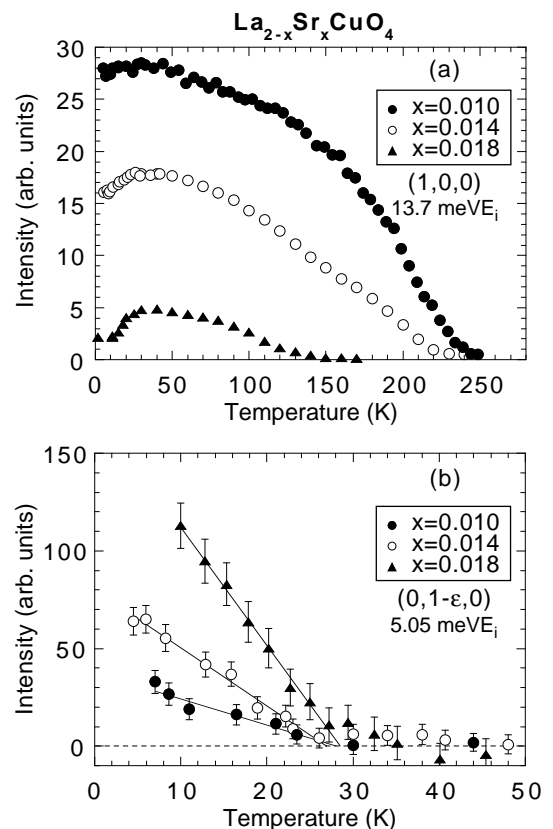 La₂₋ₓSrₓCuO₄
(a)
x=0.010
x=0.014
x=0.018
(1,0,0)
13.7 meVEᵢ
Intensity (arb. units)
30
25
20
15
10
5
0
0 50 100 150 200 250
Temperature (K)
(b)
x=0.010
x=0.014
x=0.018
(0,1-ε,0)
5.05 meVEᵢ
Intensity (arb. units)
150
100
50
0
0 10 20 30 40 50
Temperature (K)